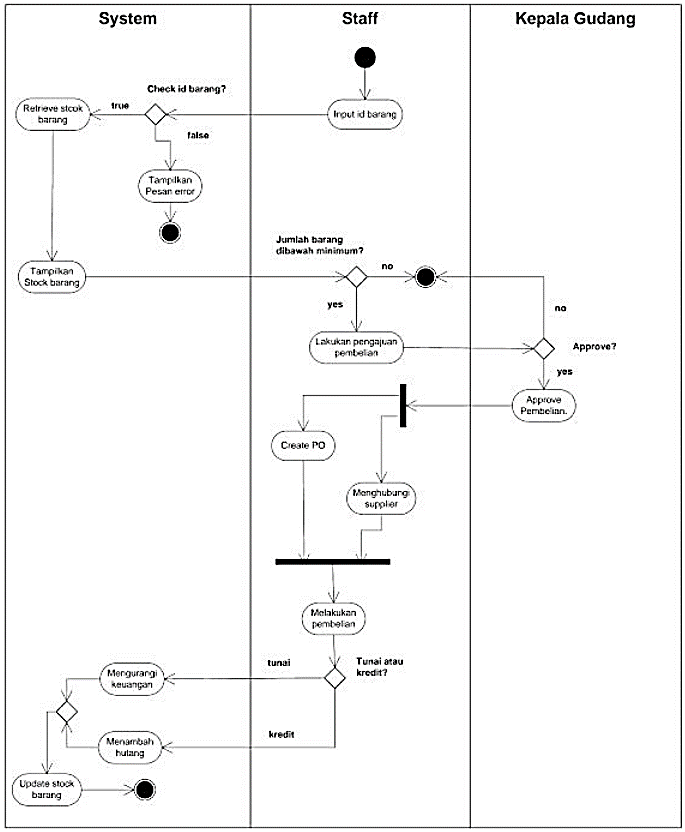 System
Staff
Kepala Gudang
Check id barang?
Retrieve stcok
barang
true
Input id barang
false
Tampilkan
Pesan error
Jumlah barang
dibawah minimum?
Tampilkan
Stock barang
no
yes
no
Lakukan pengajuan
pembelian
Approve?
yes
Approve
Pembelian.
Create PO
Menghubungi
supplier
Melakukan
pembelian
Tunai atau
kredit?
tunai
Mengurangi
keuangan
kredit
Menambah
hutang
Update stock
barang